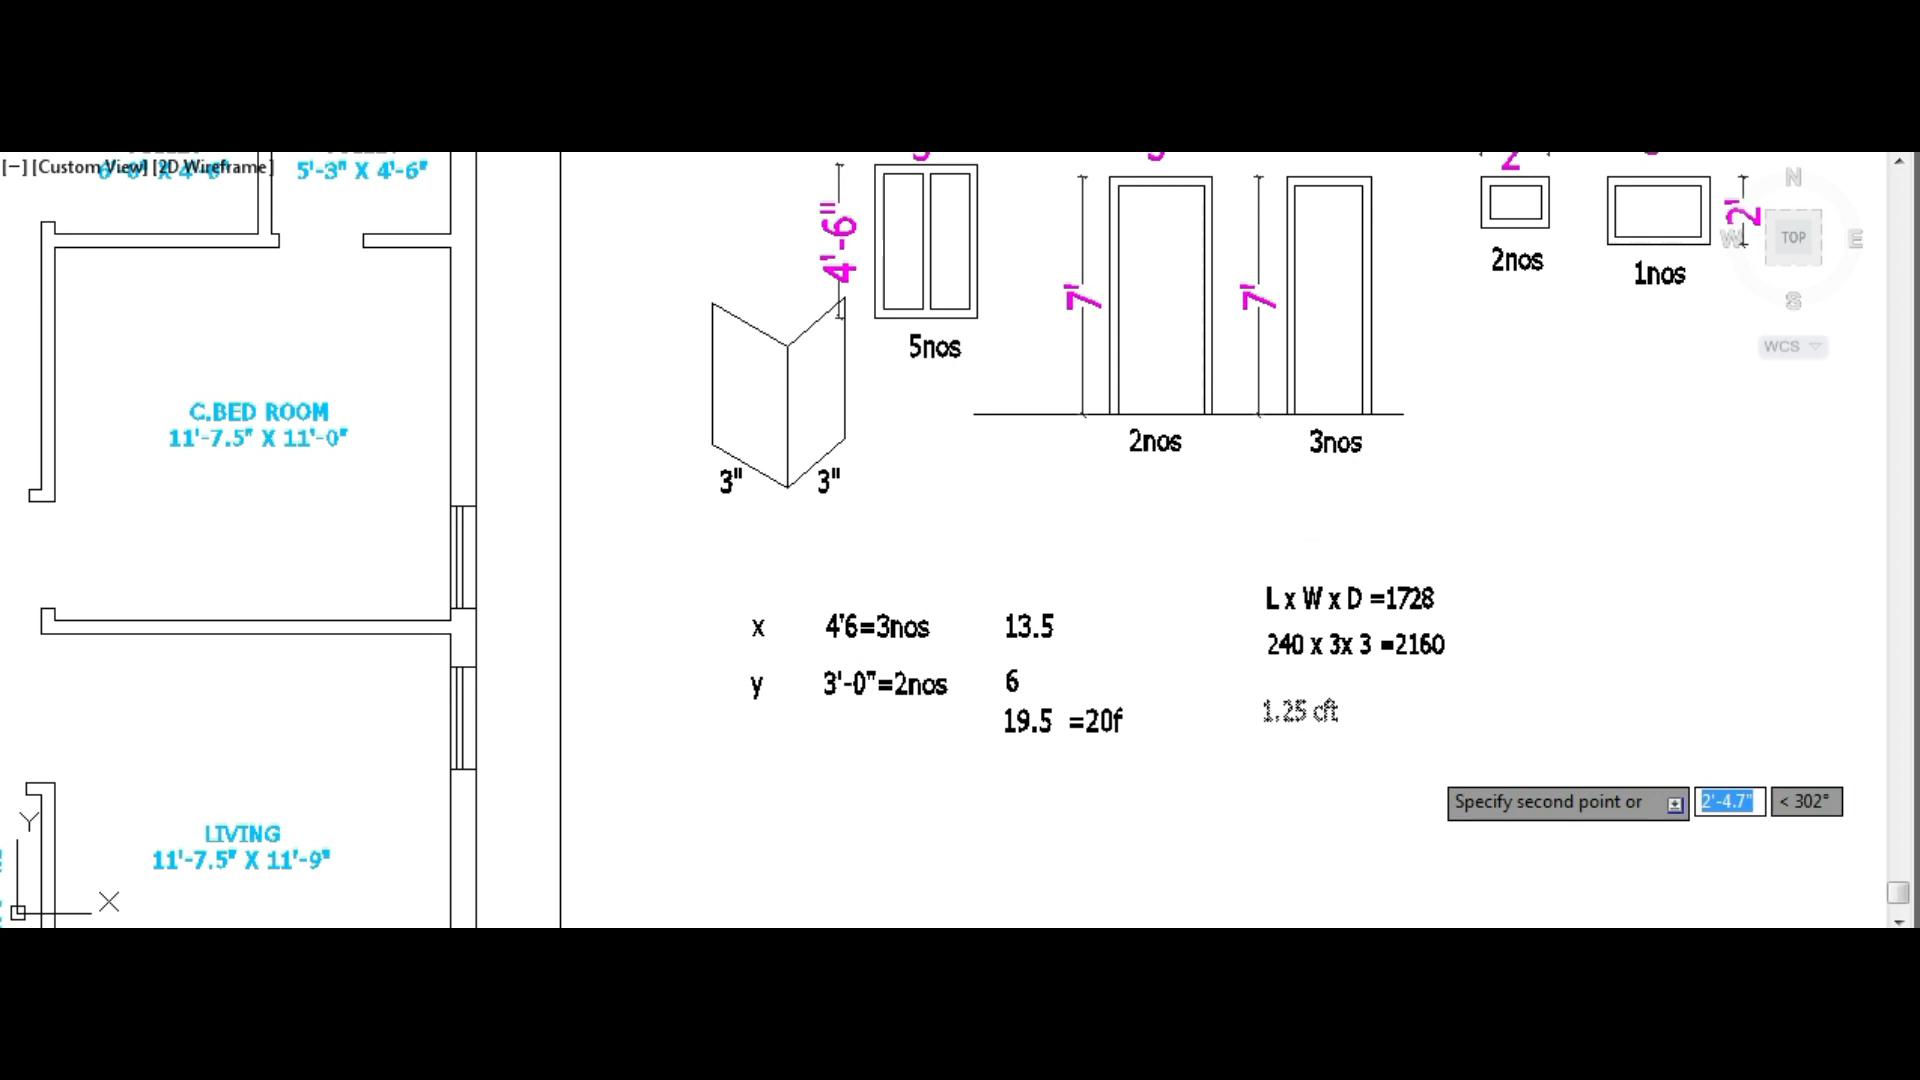 [−] [Custom View] [2D Wireframe]
5'-3" X 4'-6"
C.BED ROOM
11'-7.5" X 11'-0"
LIVING
11'-7.5" X 11'-9"
Y
X
4'-6"
5nos
3"
3"
7'
2nos
7'
3nos
2nos
1nos
2'
N
W
TOP
E
S
WCS
x 4'6=3nos 13.5
y 3'-0"=2nos 6
19.5 =20f
L x W x D =1728
240 x 3x 3 =2160
1.25 cft
Specify second point or 2'-4.7" < 302°